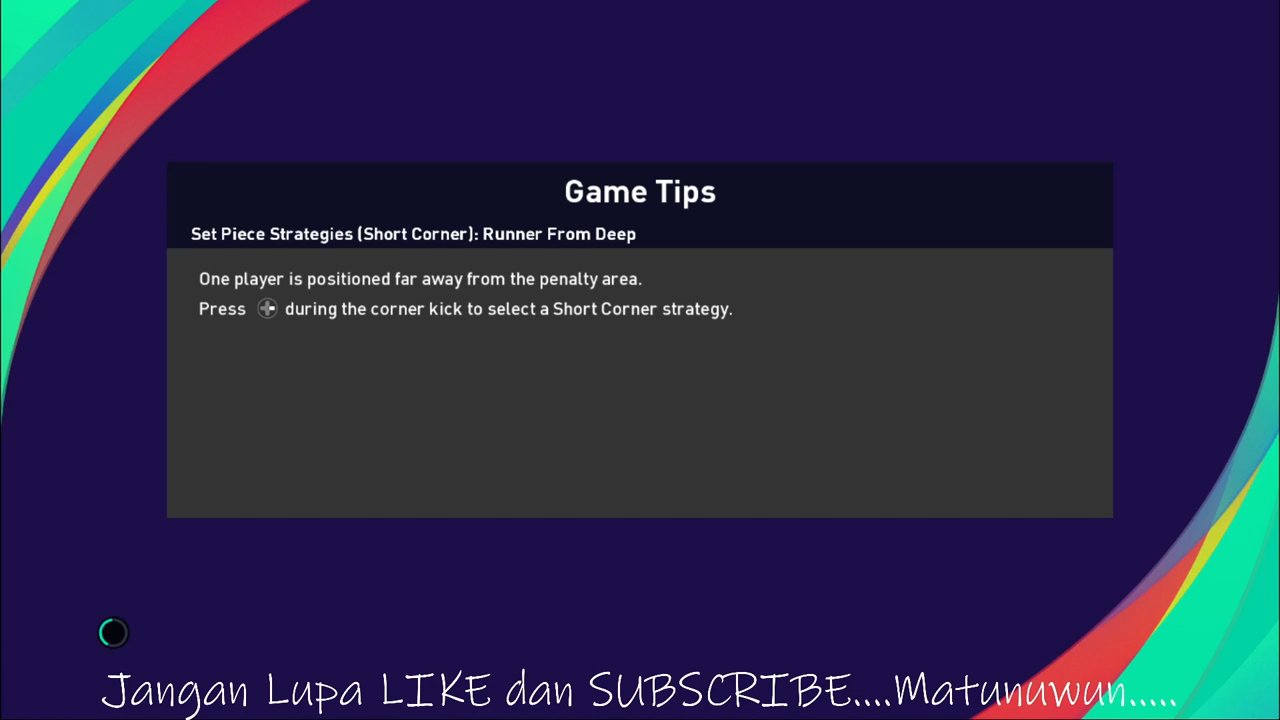 Game Tips
Set Piece Strategies (Short Corner): Runner From Deep
One player is positioned far away from the penalty area.
Press during the corner kick to select a Short Corner strategy.
Jangan Lupa LIKE dan SUBSCRIBE....Matunuwun.....